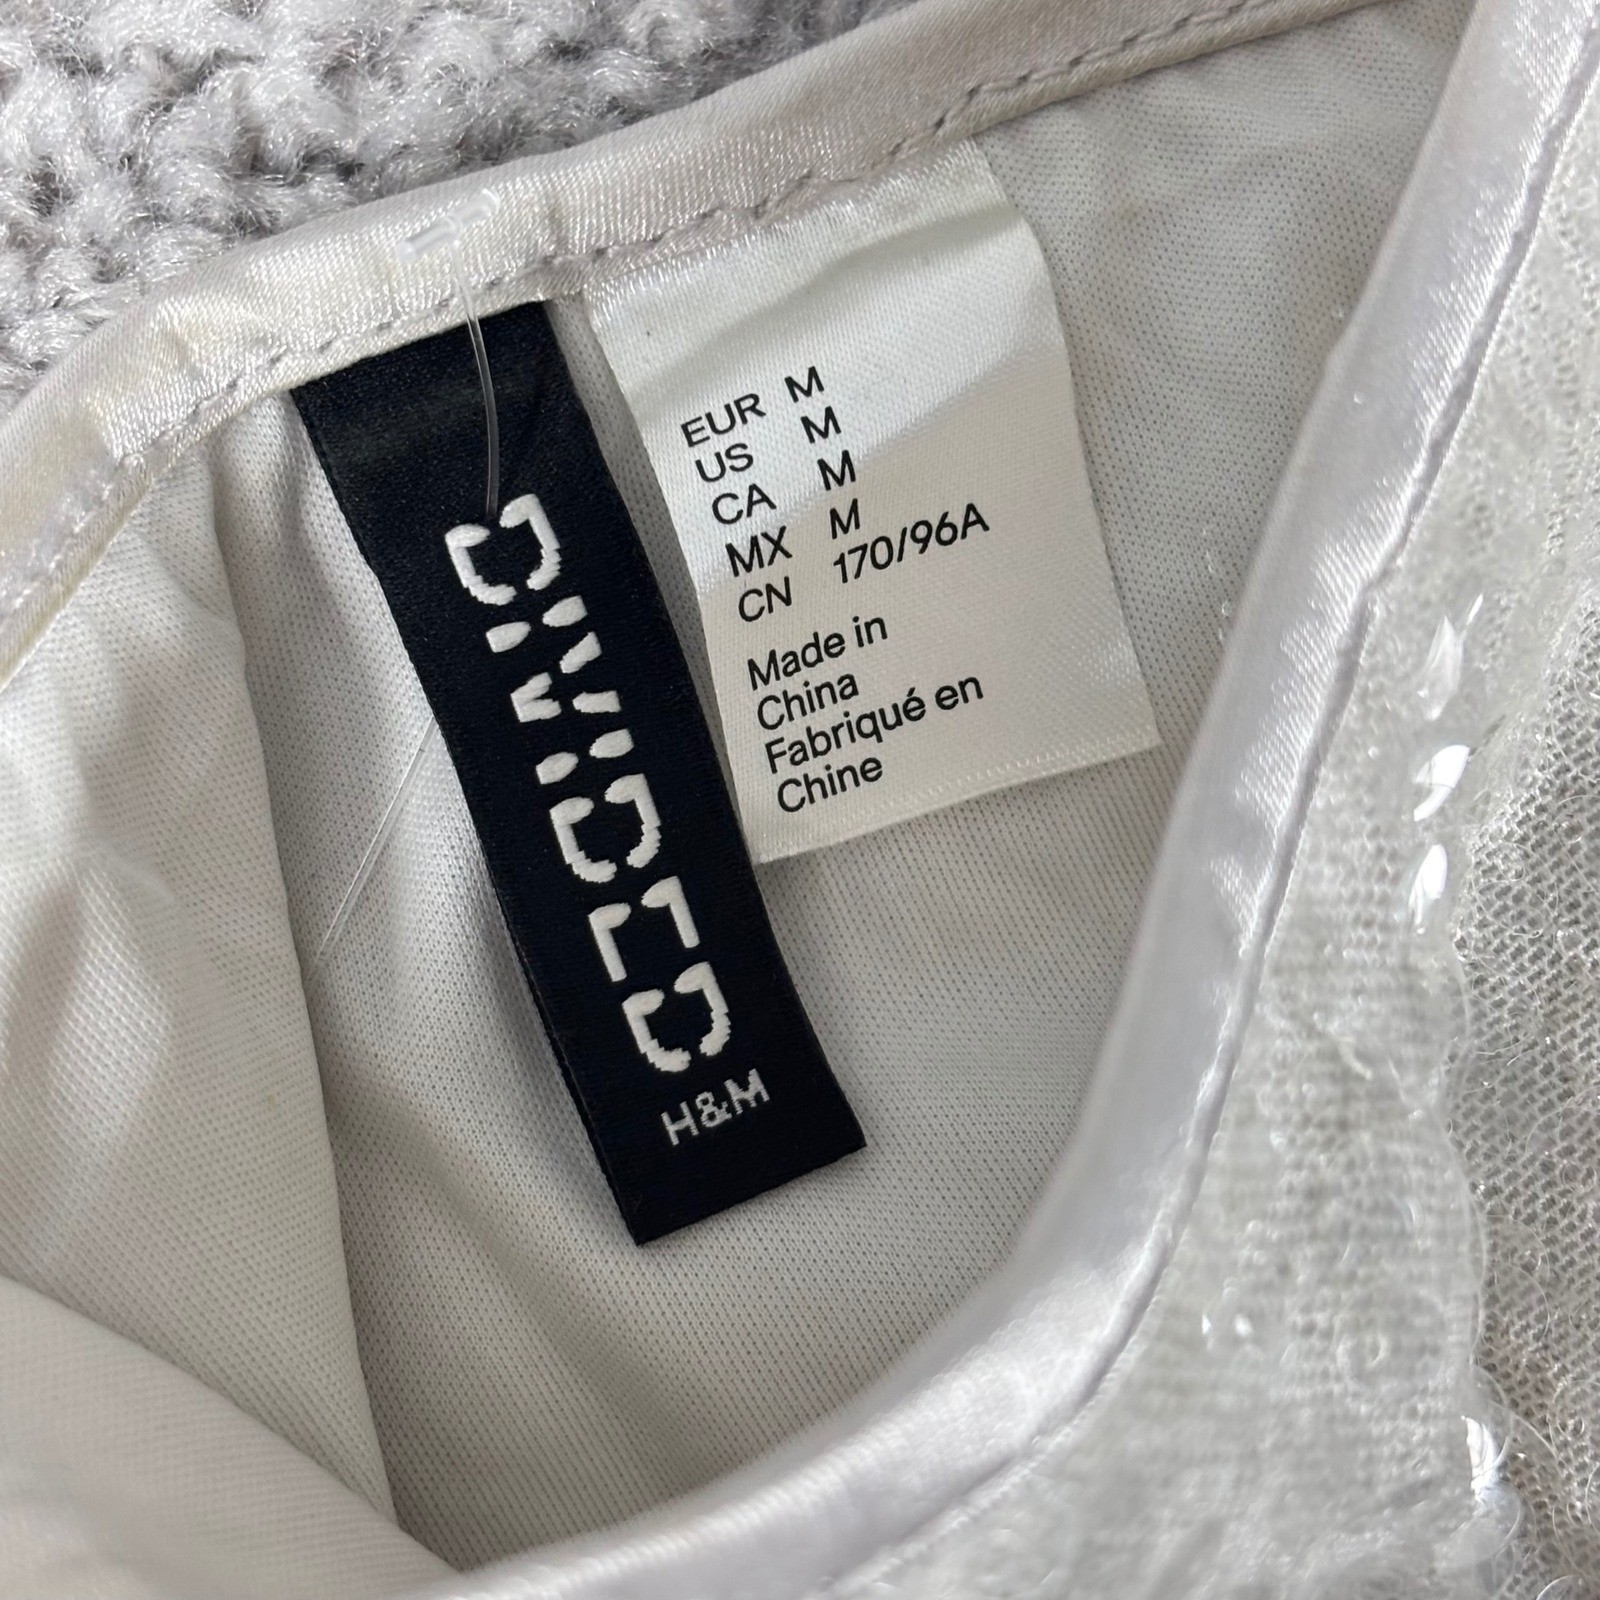 DIVIDED
H&M
EUR M
US M
CA M
MX M
CN 170/96A
Made in
China
Fabriqué en
Chine